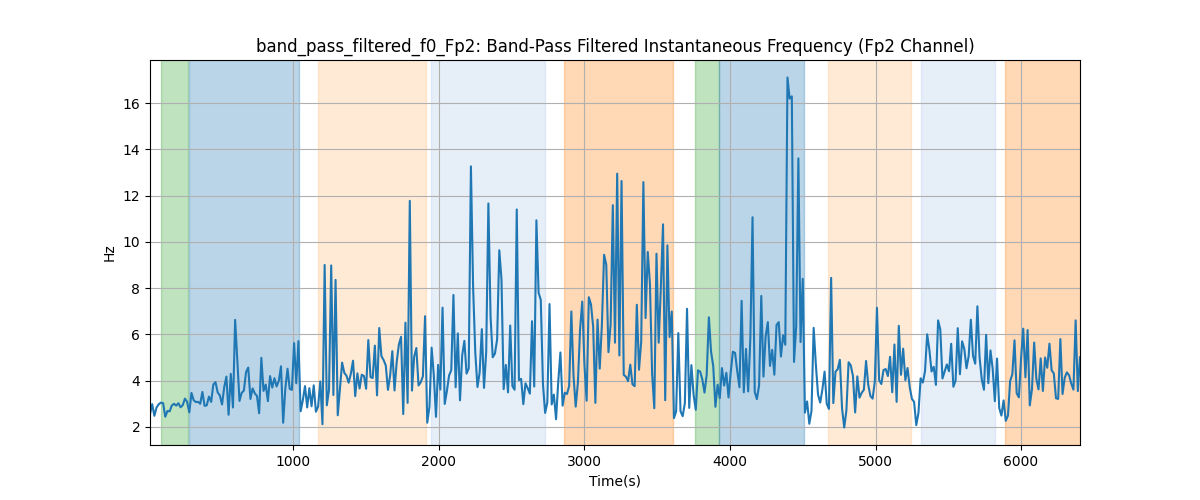 band_pass_filtered_f0_Fp2: Band-Pass Filtered Instantaneous Frequency (Fp2 Channel)
16
14
12
10
8
6
4
2
Hz
1000 2000 3000 4000 5000 6000
Time(s)